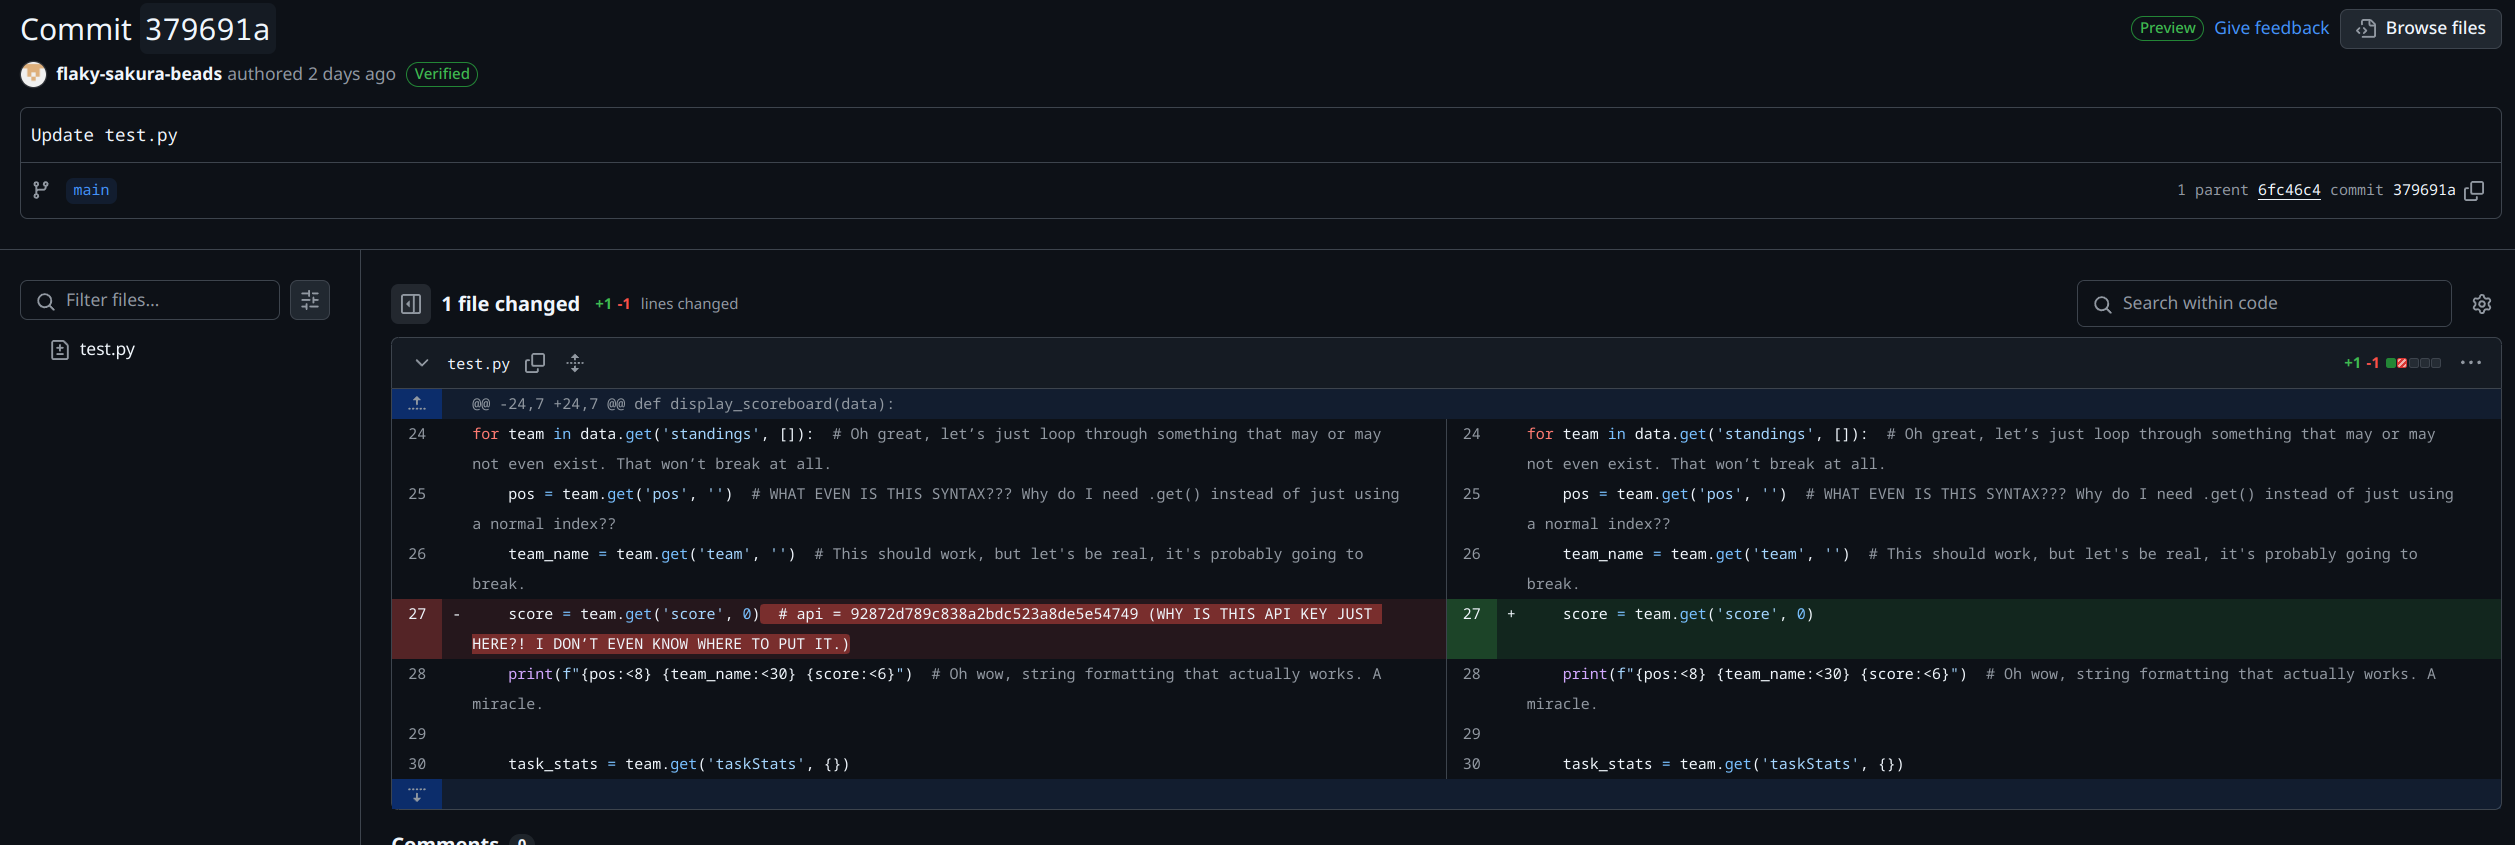 Commit 379691a
Preview Give feedback Browse files
flaky-sakura-beads authored 2 days ago Verified
Update test.py
main
1 parent 6fc46c4 commit 379691a
Filter files...
test.py
1 file changed +1 -1 lines changed
Search within code
test.py
+1 -1
@@ -24,7 +24,7 @@ def display_scoreboard(data):
24 for team in data.get('standings', []):  # Oh great, let’s just loop through something that may or may
not even exist. That won’t break at all.
25     pos = team.get('pos', '')  # WHAT EVEN IS THIS SYNTAX??? Why do I need .get() instead of just using
a normal index??
26     team_name = team.get('team', '')  # This should work, but let's be real, it's probably going to
break.
27 -     score = team.get('score', 0)  # api = 92872d789c838a2bdc523a8de5e54749 (WHY IS THIS API KEY JUST
HERE?! I DON’T EVEN KNOW WHERE TO PUT IT.)
28     print(f"{pos:<8} {team_name:<30} {score:<6}")  # Oh wow, string formatting that actually works. A
miracle.
29
30     task_stats = team.get('taskStats', {})
24 for team in data.get('standings', []):  # Oh great, let’s just loop through something that may or may
not even exist. That won’t break at all.
25     pos = team.get('pos', '')  # WHAT EVEN IS THIS SYNTAX??? Why do I need .get() instead of just using
a normal index??
26     team_name = team.get('team', '')  # This should work, but let's be real, it's probably going to
break.
27 +     score = team.get('score', 0)
28     print(f"{pos:<8} {team_name:<30} {score:<6}")  # Oh wow, string formatting that actually works. A
miracle.
29
30     task_stats = team.get('taskStats', {})
Comments 0